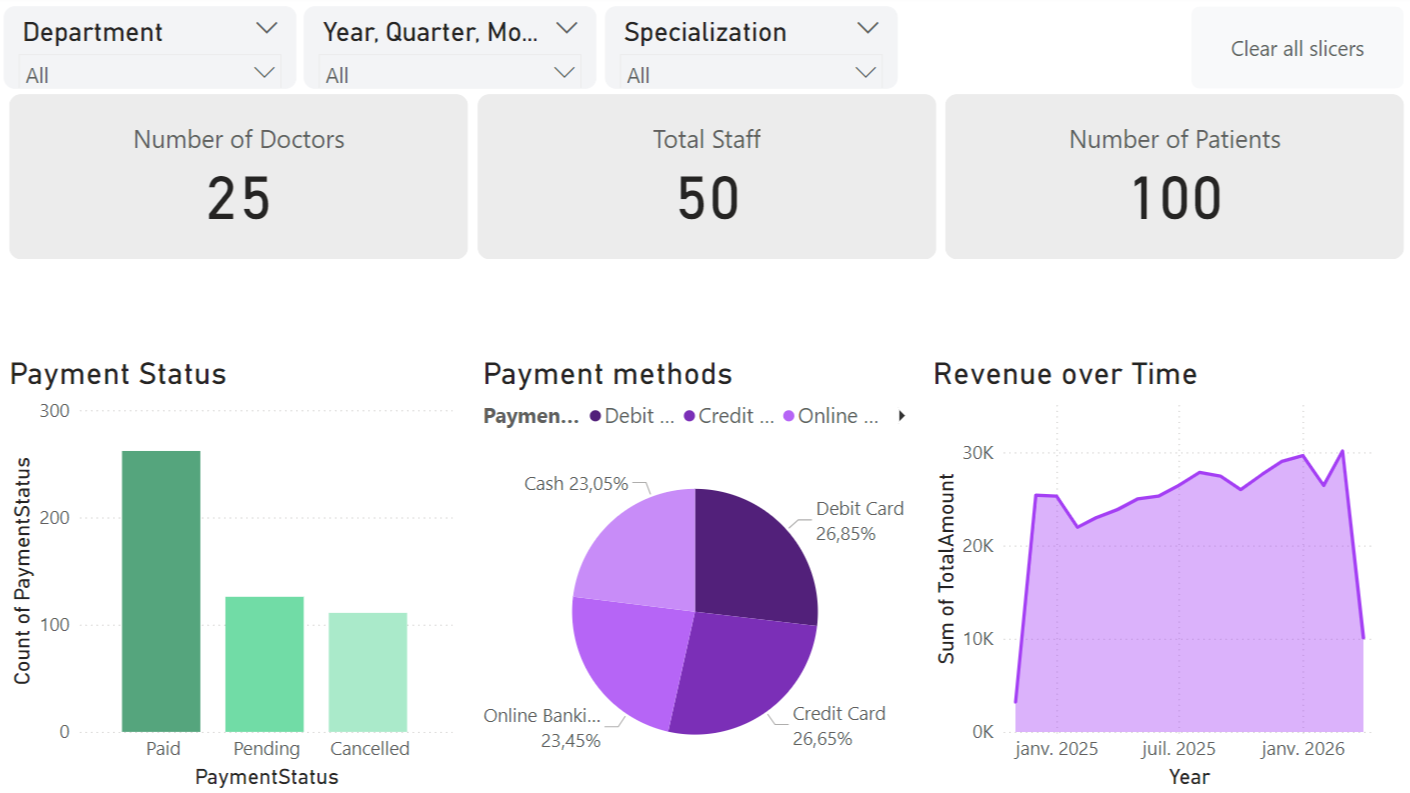 Department
All
Year, Quarter, Mo...
All
Specialization
All
Clear all slicers
Number of Doctors
25
Total Staff
50
Number of Patients
100
Payment Status
300
200
100
0
Count of PaymentStatus
Paid
Pending
Cancelled
PaymentStatus
Payment methods
Paymen... Debit ... Credit ... Online ...
Cash 23,05%
Debit Card
26,85%
Online Banki...
23,45%
Credit Card
26,65%
Revenue over Time
30K
20K
10K
0K
Sum of TotalAmount
janv. 2025
juil. 2025
janv. 2026
Year